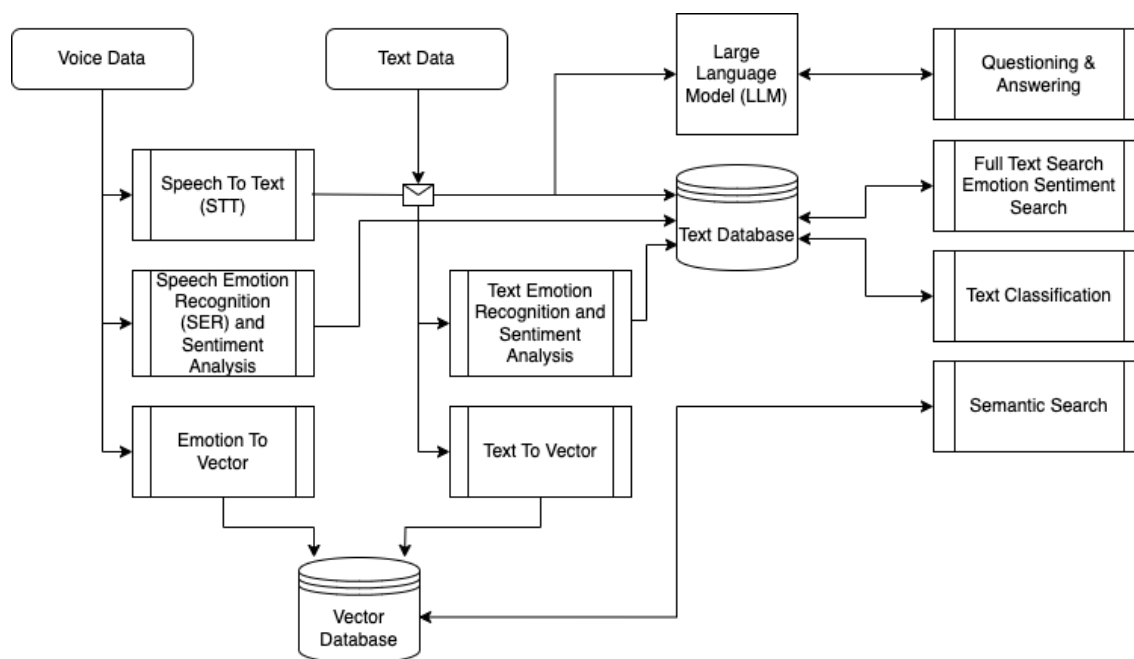 Voice Data
Text Data
Large
Language
Model (LLM)
Questioning &
Answering
Speech To Text
(STT)
Full Text Search
Emotion Sentiment
Search
Text Database
Speech Emotion
Recognition
(SER) and
Sentiment
Analysis
Text Emotion
Recognition and
Sentiment
Analysis
Text Classification
Emotion To
Vector
Text To Vector
Semantic Search
Vector
Database